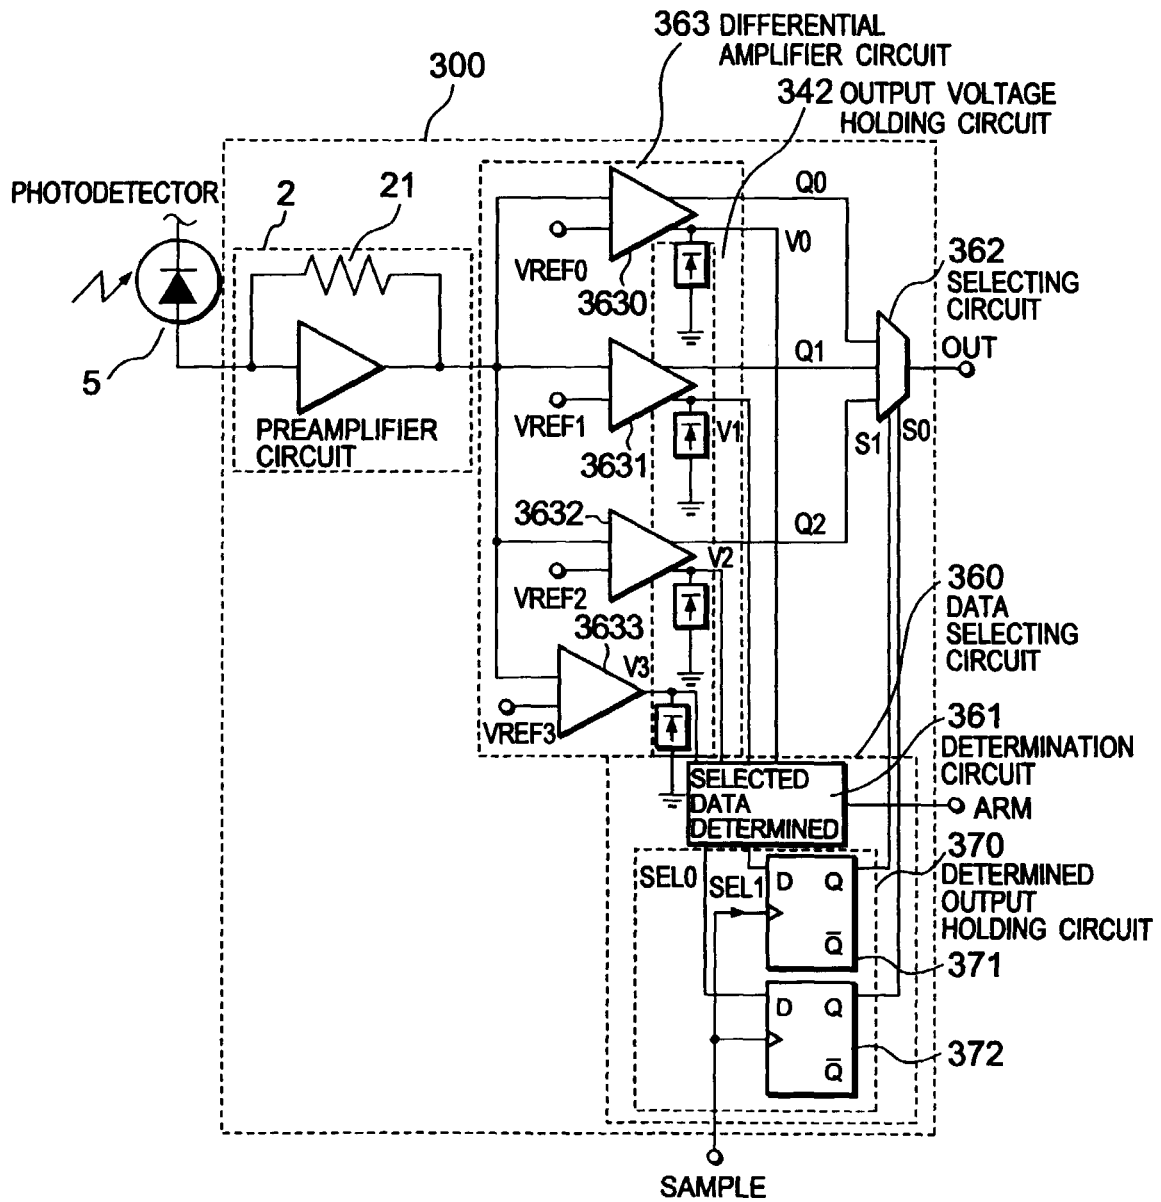 363 DIFFERENTIAL
AMPLIFIER CIRCUIT
300
342 OUTPUT VOLTAGE
HOLDING CIRCUIT
PHOTODETECTOR
2
21
Q0
V0
VREF0
3630
362
SELECTING
CIRCUIT
5
Q1
OUT
VREF1
V1
S1
S0
PREAMPLIFIER
CIRCUIT
3631
3632
Q2
V2
VREF2
360
DATA
SELECTING
CIRCUIT
3633
V3
VREF3
361
DETERMINATION
CIRCUIT
SELECTED
DATA
DETERMINED
ARM
370
DETERMINED
OUTPUT
HOLDING CIRCUIT
SEL0
SEL1
D Q
Q̅
371
D Q
Q̅
372
SAMPLE